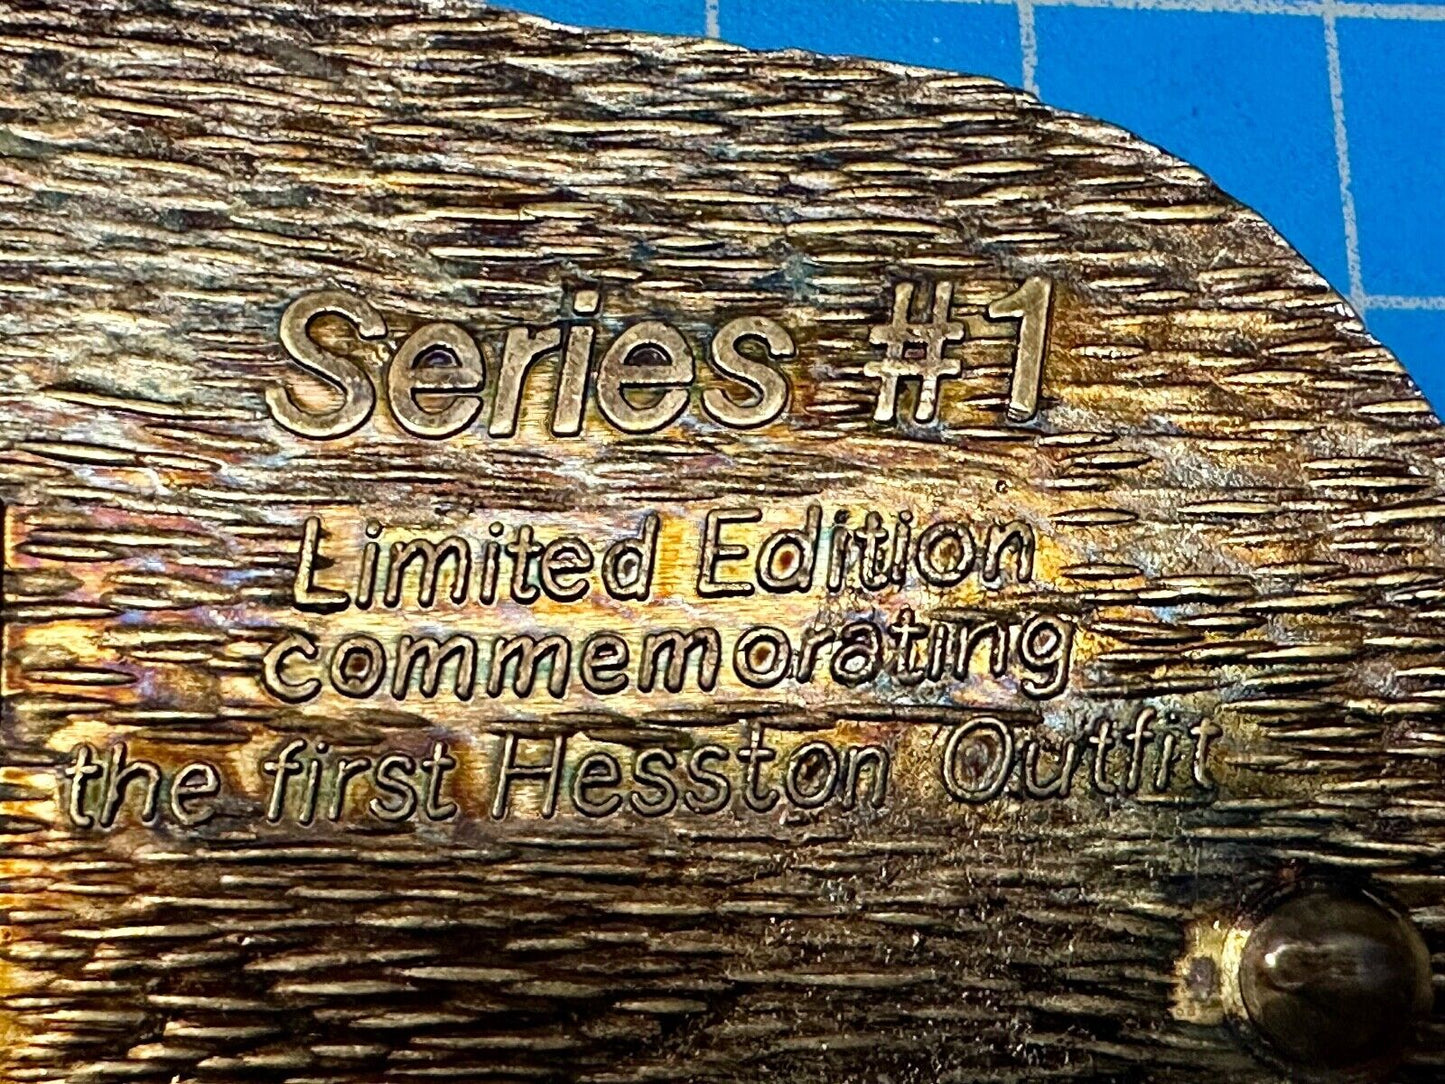 Series #1
Limited Edition
commemorating
the first Hesston Outfit